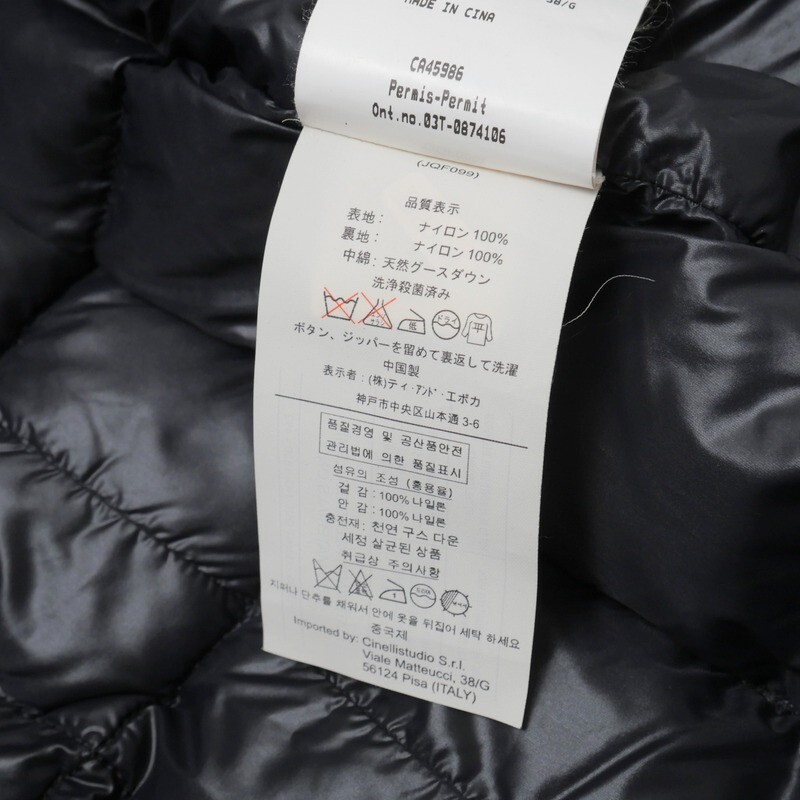 38/G
MADE IN CINA
CA45986
Permis-Permit
Ont.no.03T-0874106
(JQF099)
品質表示
表地： ナイロン 100%
裏地： ナイロン 100%
中綿：天然グースダウン
洗浄殺菌済み
低 ドライ 平
ボタン、ジッパーを留めて裏返して洗濯
中国製
表示者：(株)ティ・アンド・エポカ
神戸市中央区山本通 3-6
품질경영 및 공산품안전
관리법에 의한 품질표시
섬유의 조성 (혼용율)
겉 감 : 100% 나일론
안 감 : 100% 나일론
충전재: 천연 구스 다운
세정 살균된 상품
취급상 주의사항
1
지퍼나 단추를 채워서 안에 옷을 뒤집어 세탁 하세요
중국제
Imported by: Cinellistudio S.r.l.
Viale Matteucci, 38/G
56124 Pisa (ITALY)